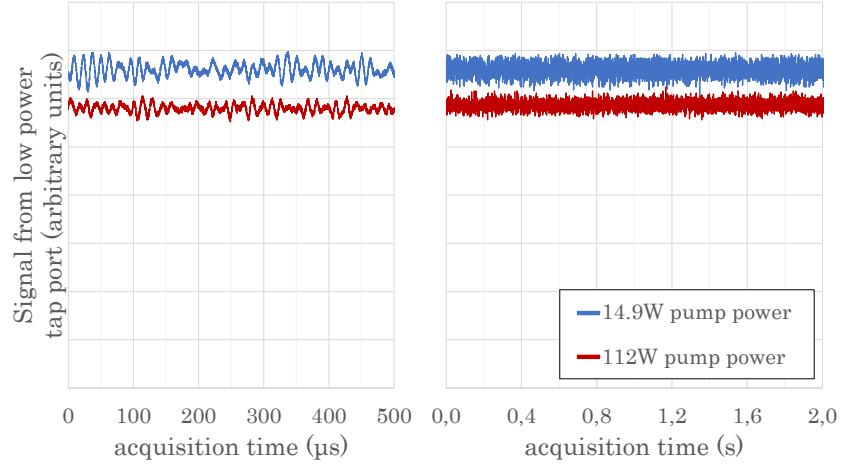 Signal from low power
tap port (arbitrary units)
0 100 200 300 400 500
acquisition time (µs)
0,0 0,4 0,8 1,2 1,6 2,0
acquisition time (s)
14.9W pump power
112W pump power